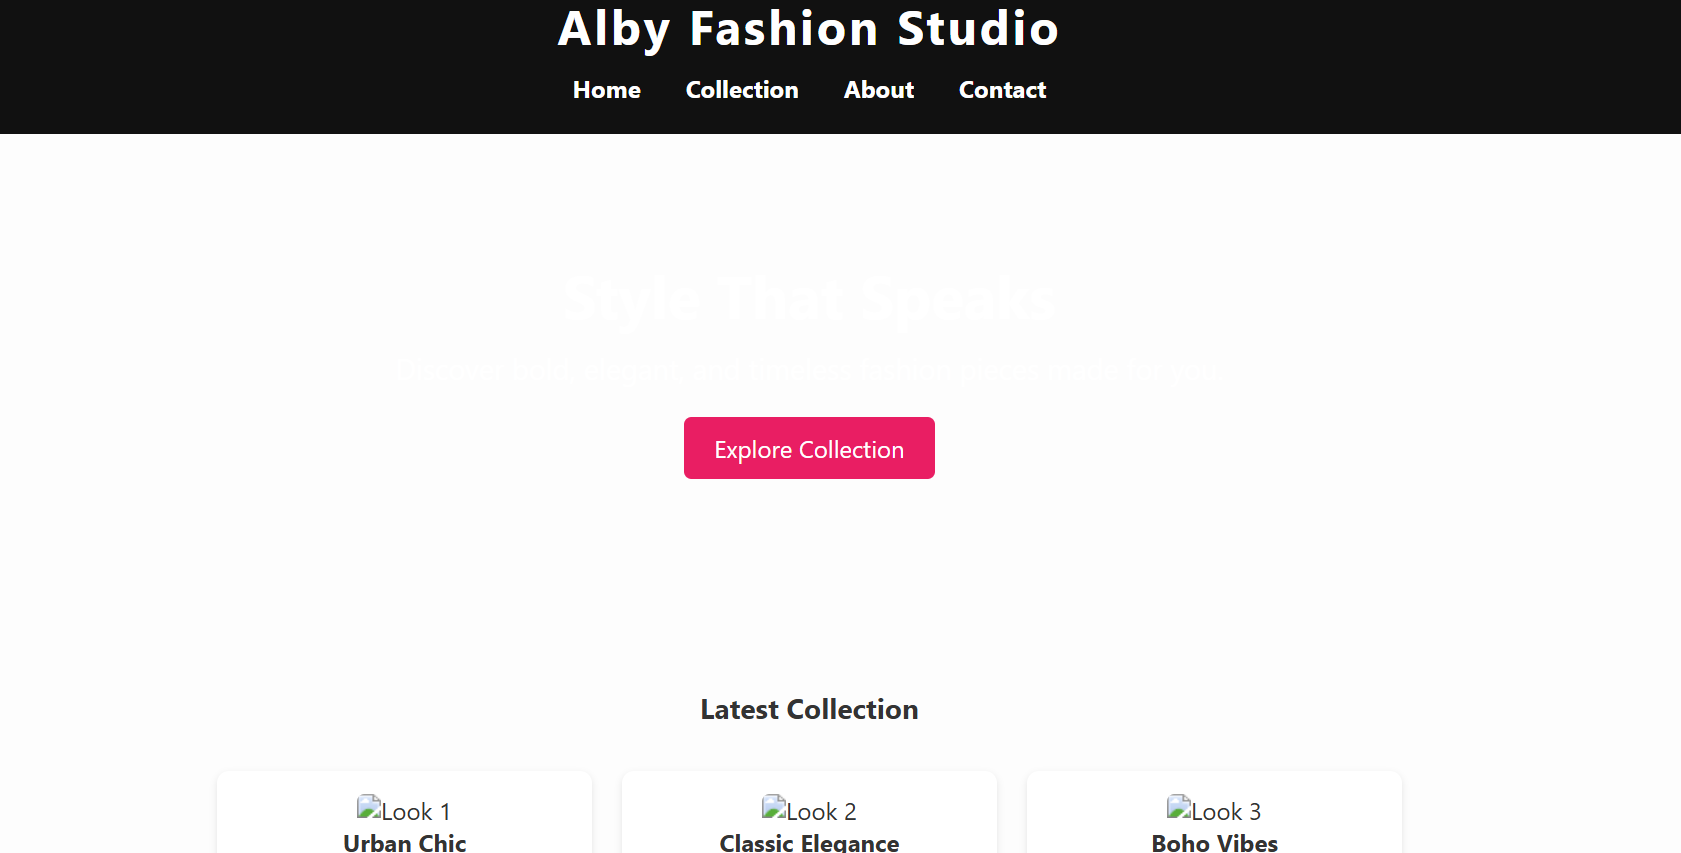 Alby Fashion Studio
Home Collection About Contact
Style That Speaks
Discover bold, elegant, and timeless fashion pieces made for you.
Explore Collection
Latest Collection
Look 1 Look 2 Look 3
Urban Chic Classic Elegance Boho Vibes